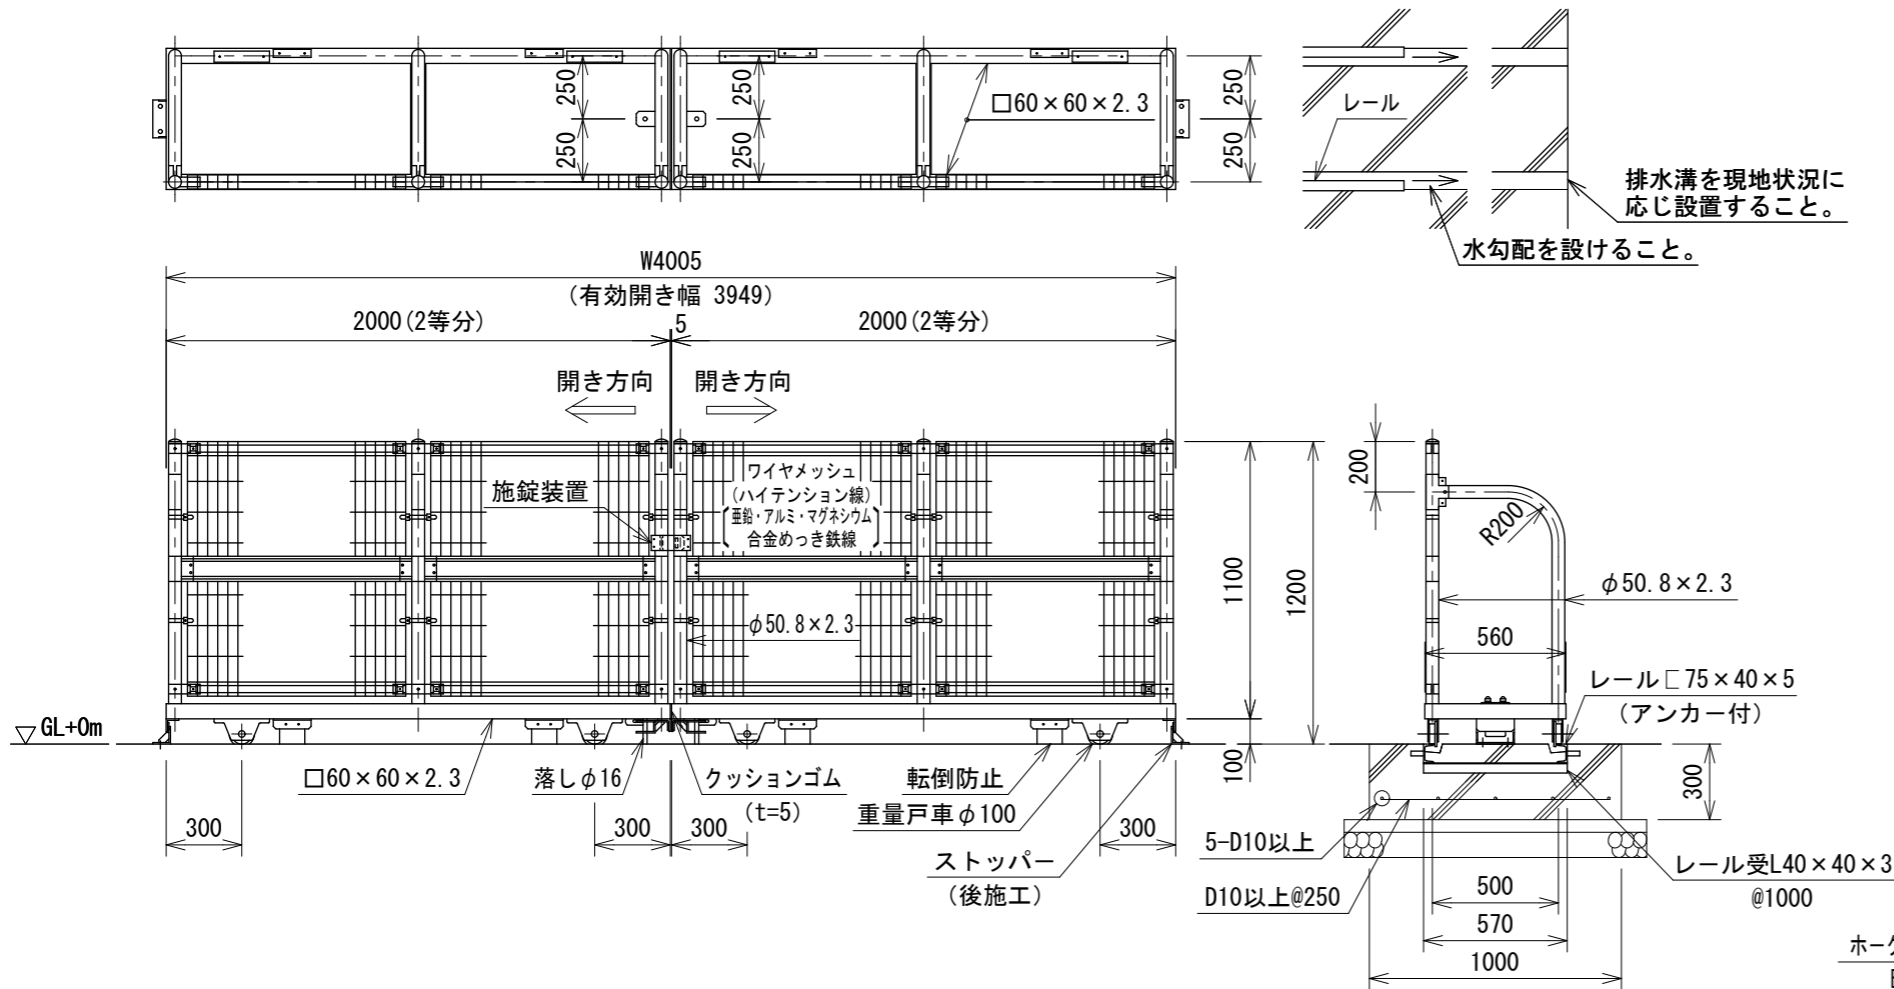 250
250
250
250
□60×60×2.3
250
250
レール
排水溝を現地状況に
応じ設置すること。
水勾配を設けること。
W4005
(有効開き幅 3949)
2000(2等分)
5
2000(2等分)
開き方向
開き方向
施錠装置
ワイヤメッシュ
(ハイテンション線)
亜鉛・アルミ・マグネシウム
合金めっき鉄線
φ50.8×2.3
1100
1200
100
200
R200
φ50.8×2.3
560
レール⊏75×40×5
(アンカー付)
▽GL+0m
□60×60×2.3
落しφ16
クッションゴム
(t=5)
転倒防止
重量戸車φ100
ストッパー
(後施工)
300
300
300
300
300
5-D10以上
D10以上@250
レール受L40×40×3
@1000
500
570
1000